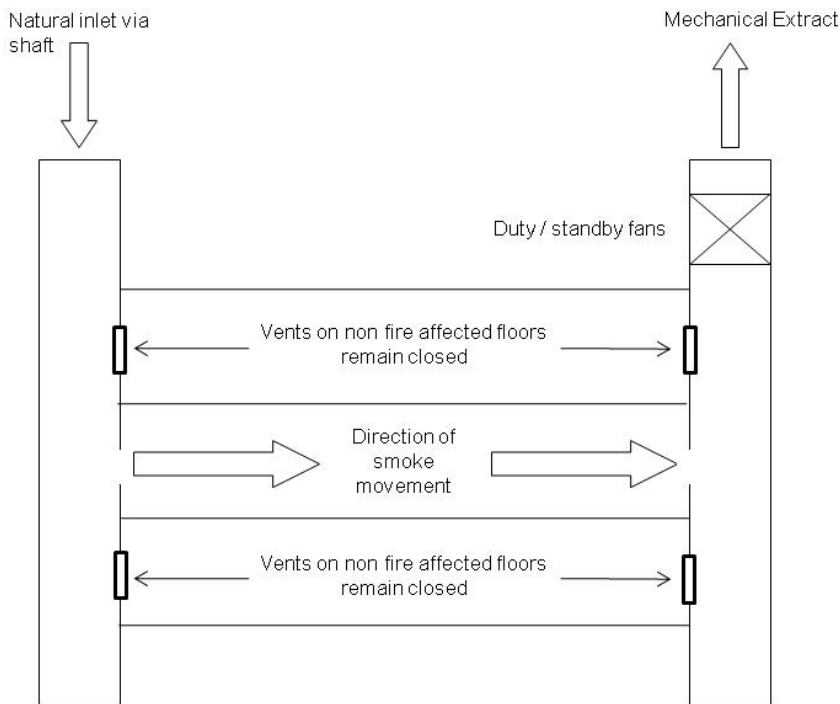 Natural inlet via
shaft
Mechanical Extract
Duty / standby fans
Vents on non fire affected floors
remain closed
Direction of
smoke
movement
Vents on non fire affected floors
remain closed